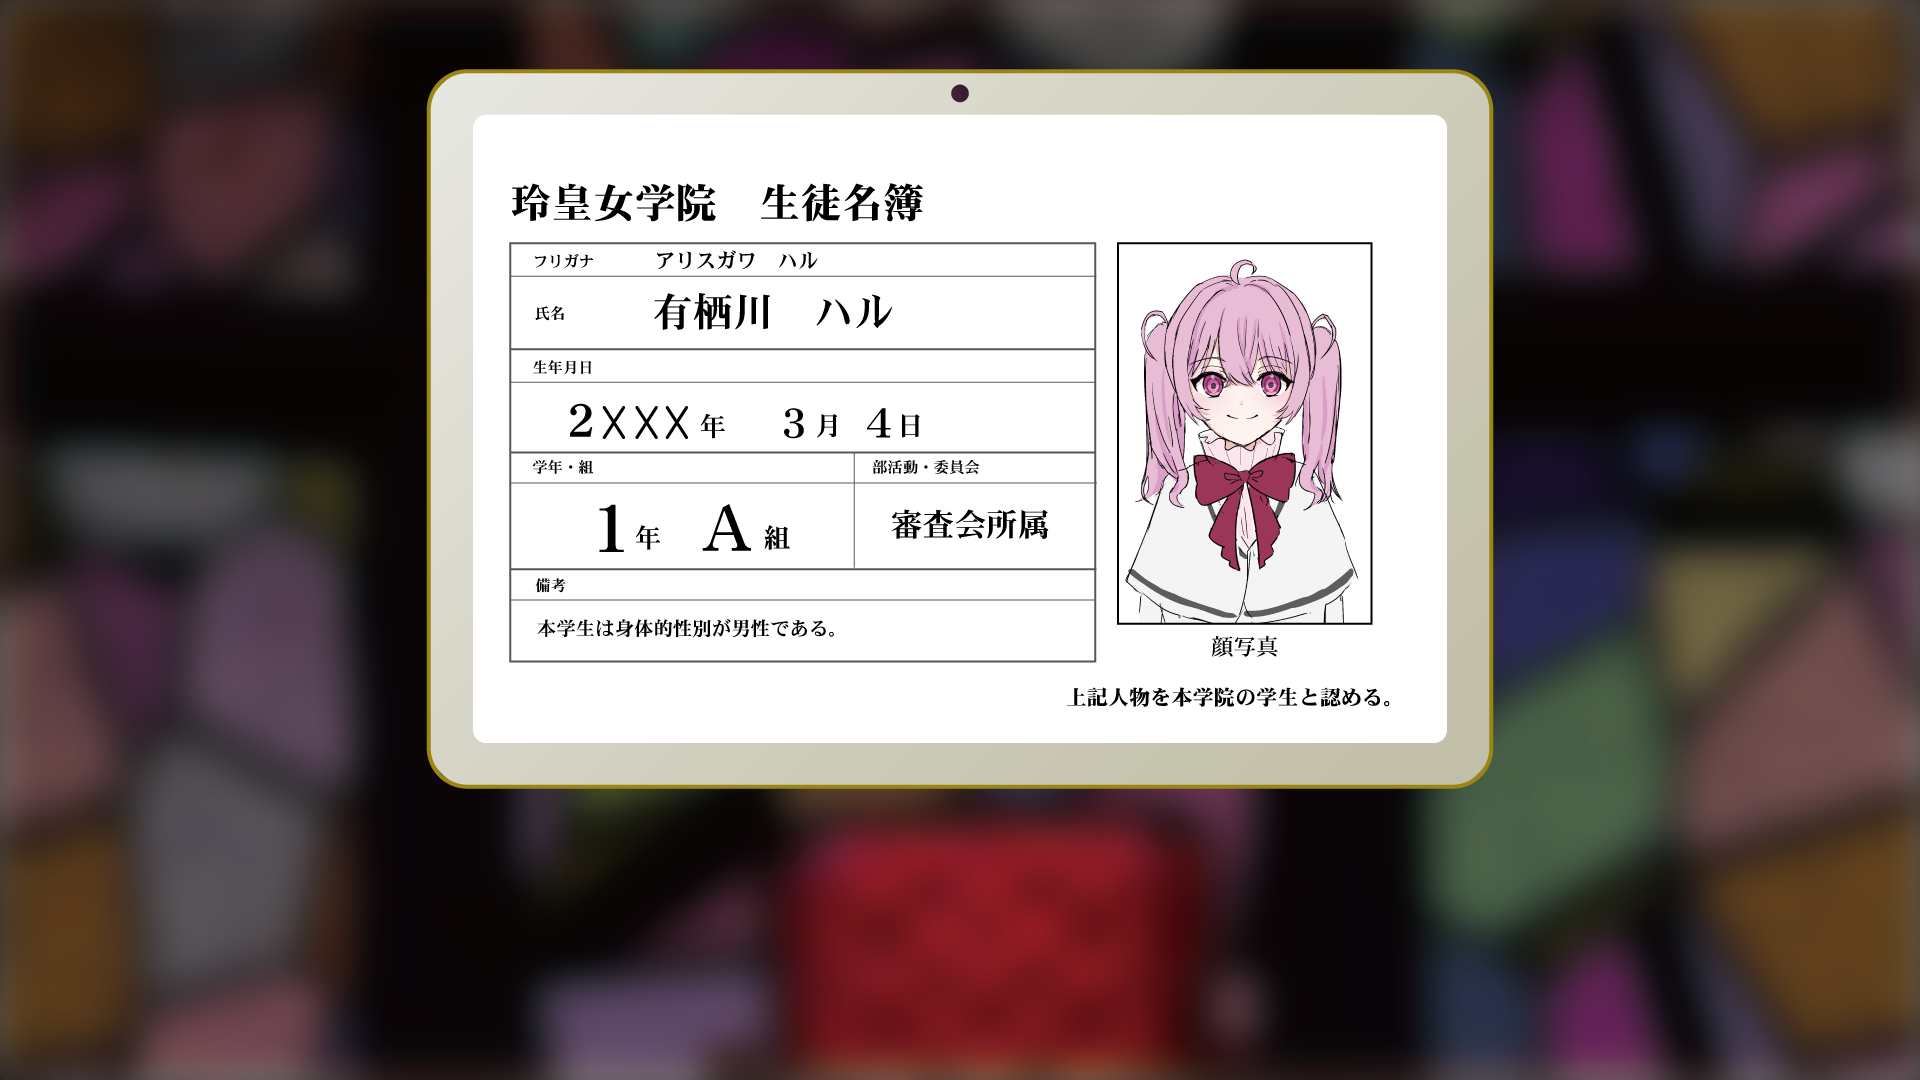 玲皇女学院　生徒名簿
フリガナ　アリスガワ　ハル
氏名　有栖川　ハル
生年月日
2XXX年　3月　4日
学年・組　部活動・委員会
1年　A組　審査会所属
備考
本学生は身体的性別が男性である。
顔写真
上記人物を本学院の学生と認める。